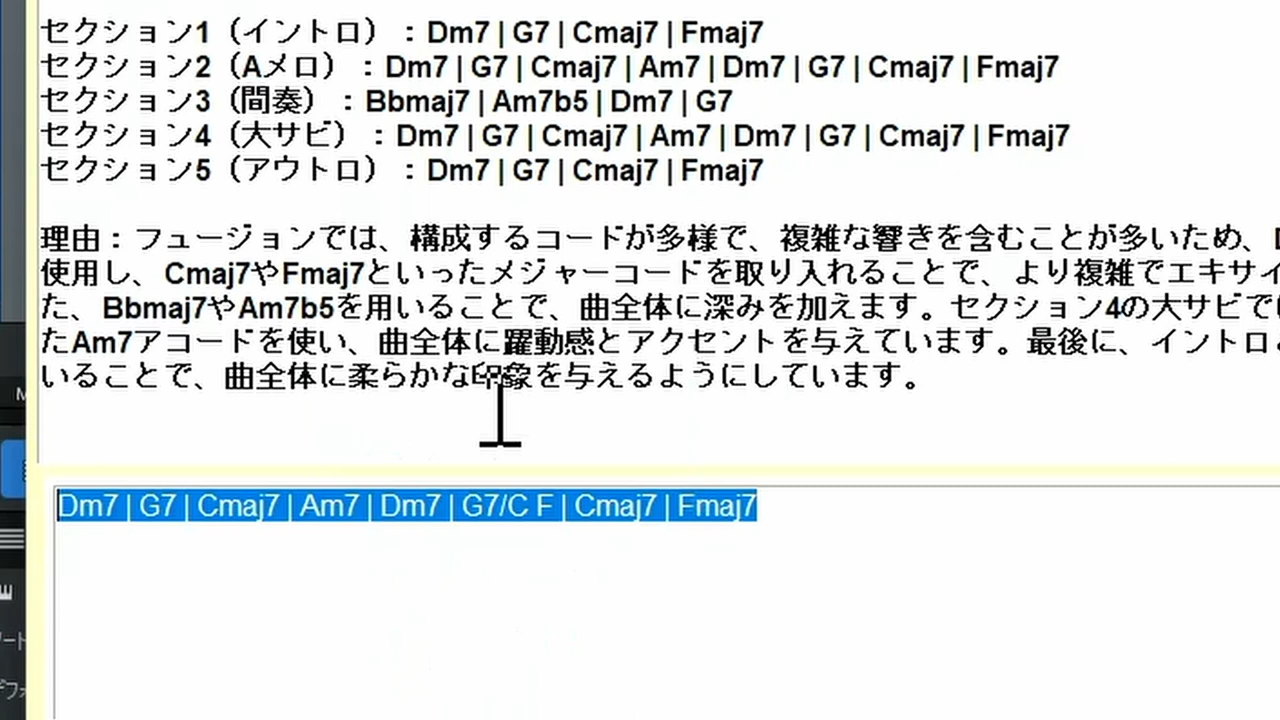 セクション1（イントロ）：Dm7 | G7 | Cmaj7 | Fmaj7
セクション2（Aメロ）：Dm7 | G7 | Cmaj7 | Am7 | Dm7 | G7 | Cmaj7 | Fmaj7
セクション3（間奏）：Bbmaj7 | Am7b5 | Dm7 | G7
セクション4（大サビ）：Dm7 | G7 | Cmaj7 | Am7 | Dm7 | G7 | Cmaj7 | Fmaj7
セクション5（アウトロ）：Dm7 | G7 | Cmaj7 | Fmaj7
理由：フュージョンでは、構成するコードが多様で、複雑な響きを含むことが多いため、
使用し、Cmaj7やFmaj7といったメジャーコードを取り入れることで、より複雑でエキサイ
た、Bbmaj7やAm7b5を用いることで、曲全体に深みを加えます。セクション4の大サビで
たAm7アコードを使い、曲全体に躍動感とアクセントを与えています。最後に、イントロ
いることで、曲全体に柔らかな印象を与えるようにしています。
Dm7 | G7 | Cmaj7 | Am7 | Dm7 | G7/C F | Cmaj7 | Fmaj7